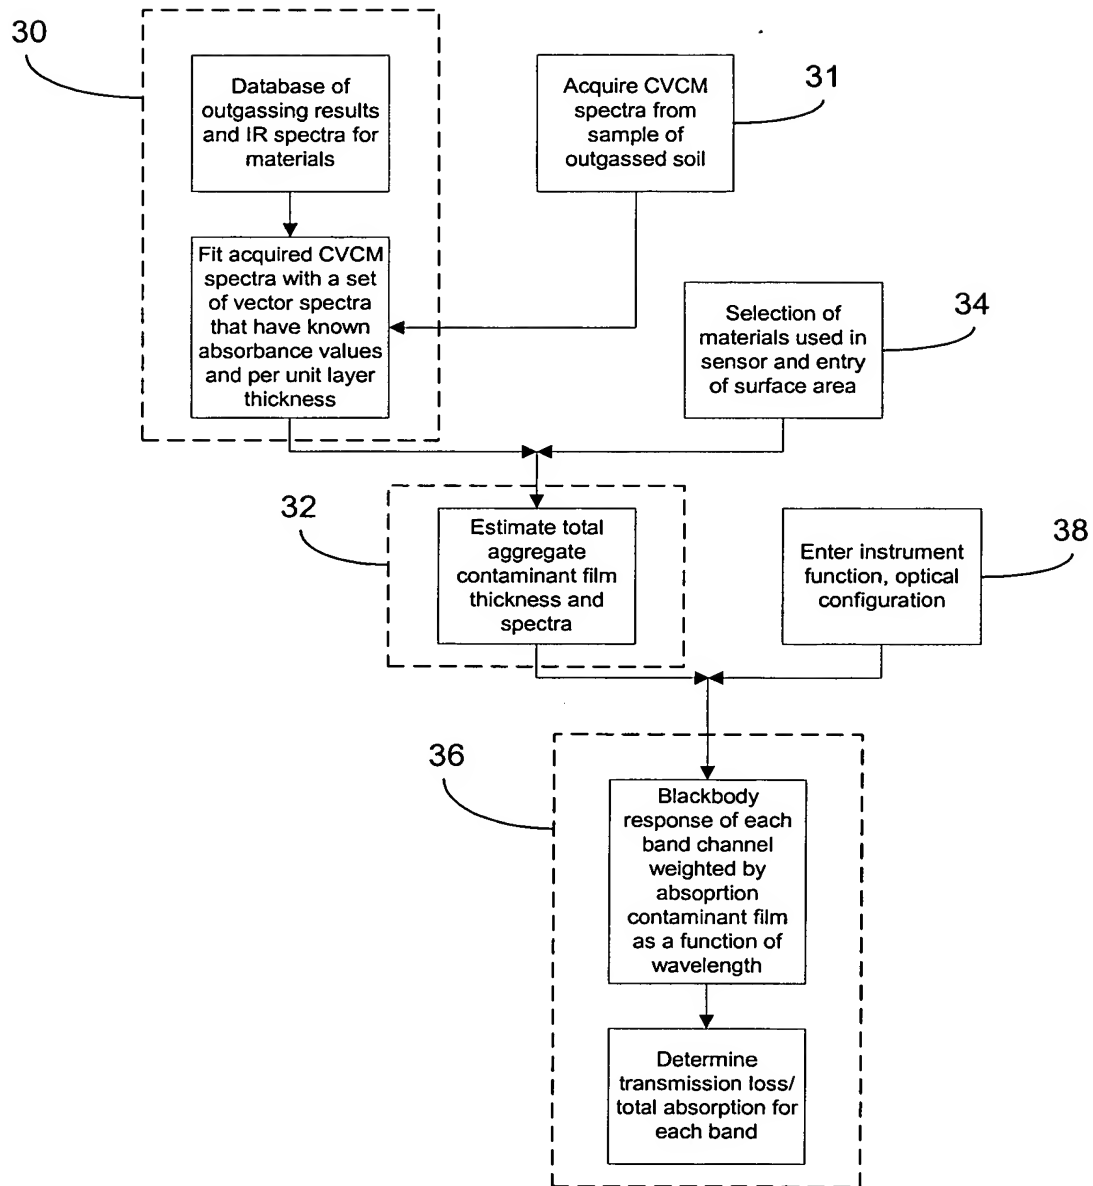 30
Database of
outgassing results
and IR spectra for
materials
Acquire CVCM
spectra from
sample of
outgassed soil
31
Fit acquired CVCM
spectra with a set
of vector spectra
that have known
absorbance values
and per unit layer
thickness
Selection of
materials used in
sensor and entry
of surface area
34
32
Estimate total
aggregate
contaminant film
thickness and
spectra
Enter instrument
function, optical
configuration
38
36
Blackbody
response of each
band channel
weighted by
absoprtion
contaminant film
as a function of
wavelength
Determine
transmission loss/
total absorption for
each band